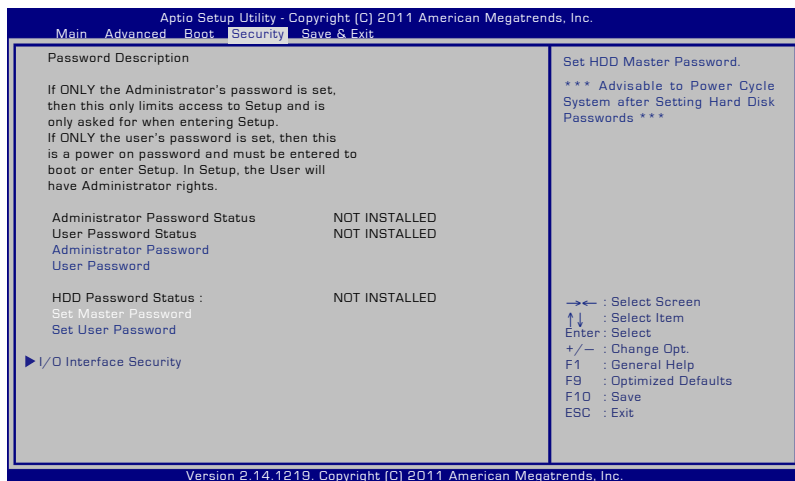 Aptio Setup Utility - Copyright (C) 2011 American Megatrends, Inc.
Main Advanced Boot Security Save & Exit
Password Description
If ONLY the Administrator's password is set,
then this only limits access to Setup and is
only asked for when entering Setup.
If ONLY the user's password is set, then this
is a power on password and must be entered to
boot or enter Setup. In Setup, the User will
have Administrator rights.
Administrator Password Status NOT INSTALLED
User Password Status NOT INSTALLED
Administrator Password
User Password
HDD Password Status : NOT INSTALLED
Set Master Password
Set User Password
I/O Interface Security
Set HDD Master Password.
*** Advisable to Power Cycle
System after Setting Hard Disk
Passwords ***
→← : Select Screen
↑↓ : Select Item
Enter : Select
+/— : Change Opt.
F1 : General Help
F9 : Optimized Defaults
F10 : Save
ESC : Exit
Version 2.14.1219. Copyright (C) 2011 American Megatrends, Inc.